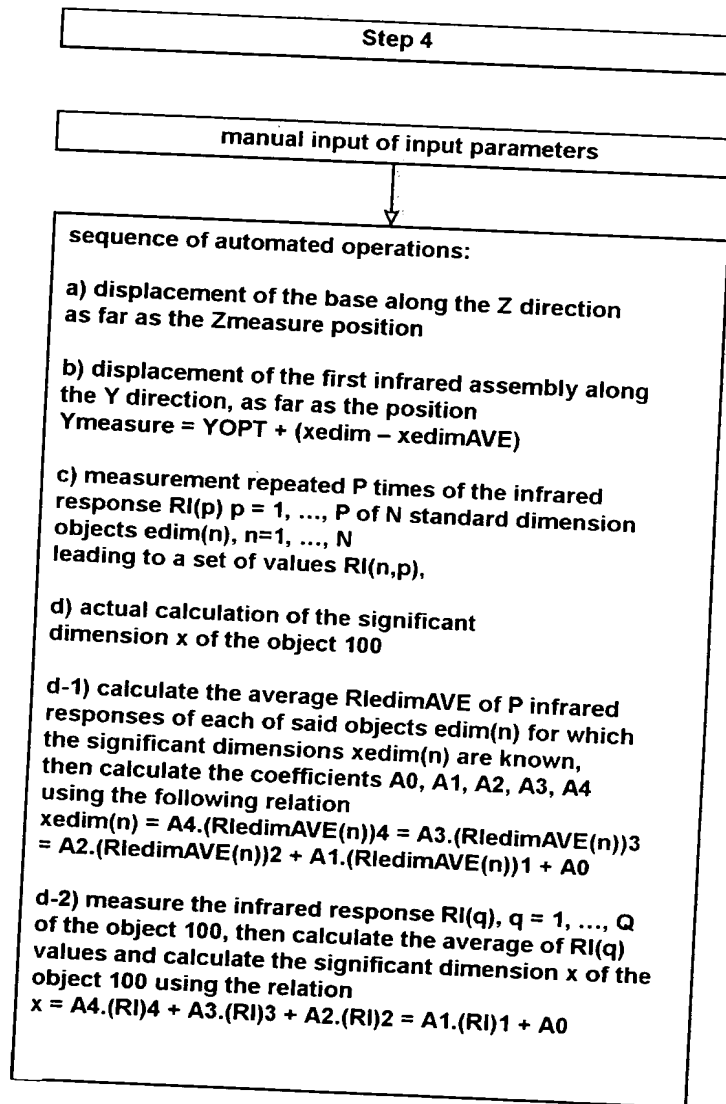 Step 4
manual input of input parameters
sequence of automated operations:
a) displacement of the base along the Z direction
as far as the Zmeasure position
b) displacement of the first infrared assembly along
the Y direction, as far as the position
Ymeasure = YOPT + (xedim – xedimAVE)
c) measurement repeated P times of the infrared
response RI(p) p = 1, ..., P of N standard dimension
objects edim(n), n=1, ..., N
leading to a set of values RI(n,p),
d) actual calculation of the significant
dimension x of the object 100
d-1) calculate the average RIedimAVE of P infrared
responses of each of said objects edim(n) for which
the significant dimensions xedim(n) are known,
then calculate the coefficients A0, A1, A2, A3, A4
using the following relation
xedim(n) = A4.(RIedimAVE(n))4 = A3.(RIedimAVE(n))3
= A2.(RIedimAVE(n))2 + A1.(RIedimAVE(n))1 + A0
d-2) measure the infrared response RI(q), q = 1, ..., Q
of the object 100, then calculate the average of RI(q)
values and calculate the significant dimension x of the
object 100 using the relation
x = A4.(RI)4 + A3.(RI)3 + A2.(RI)2 = A1.(RI)1 + A0